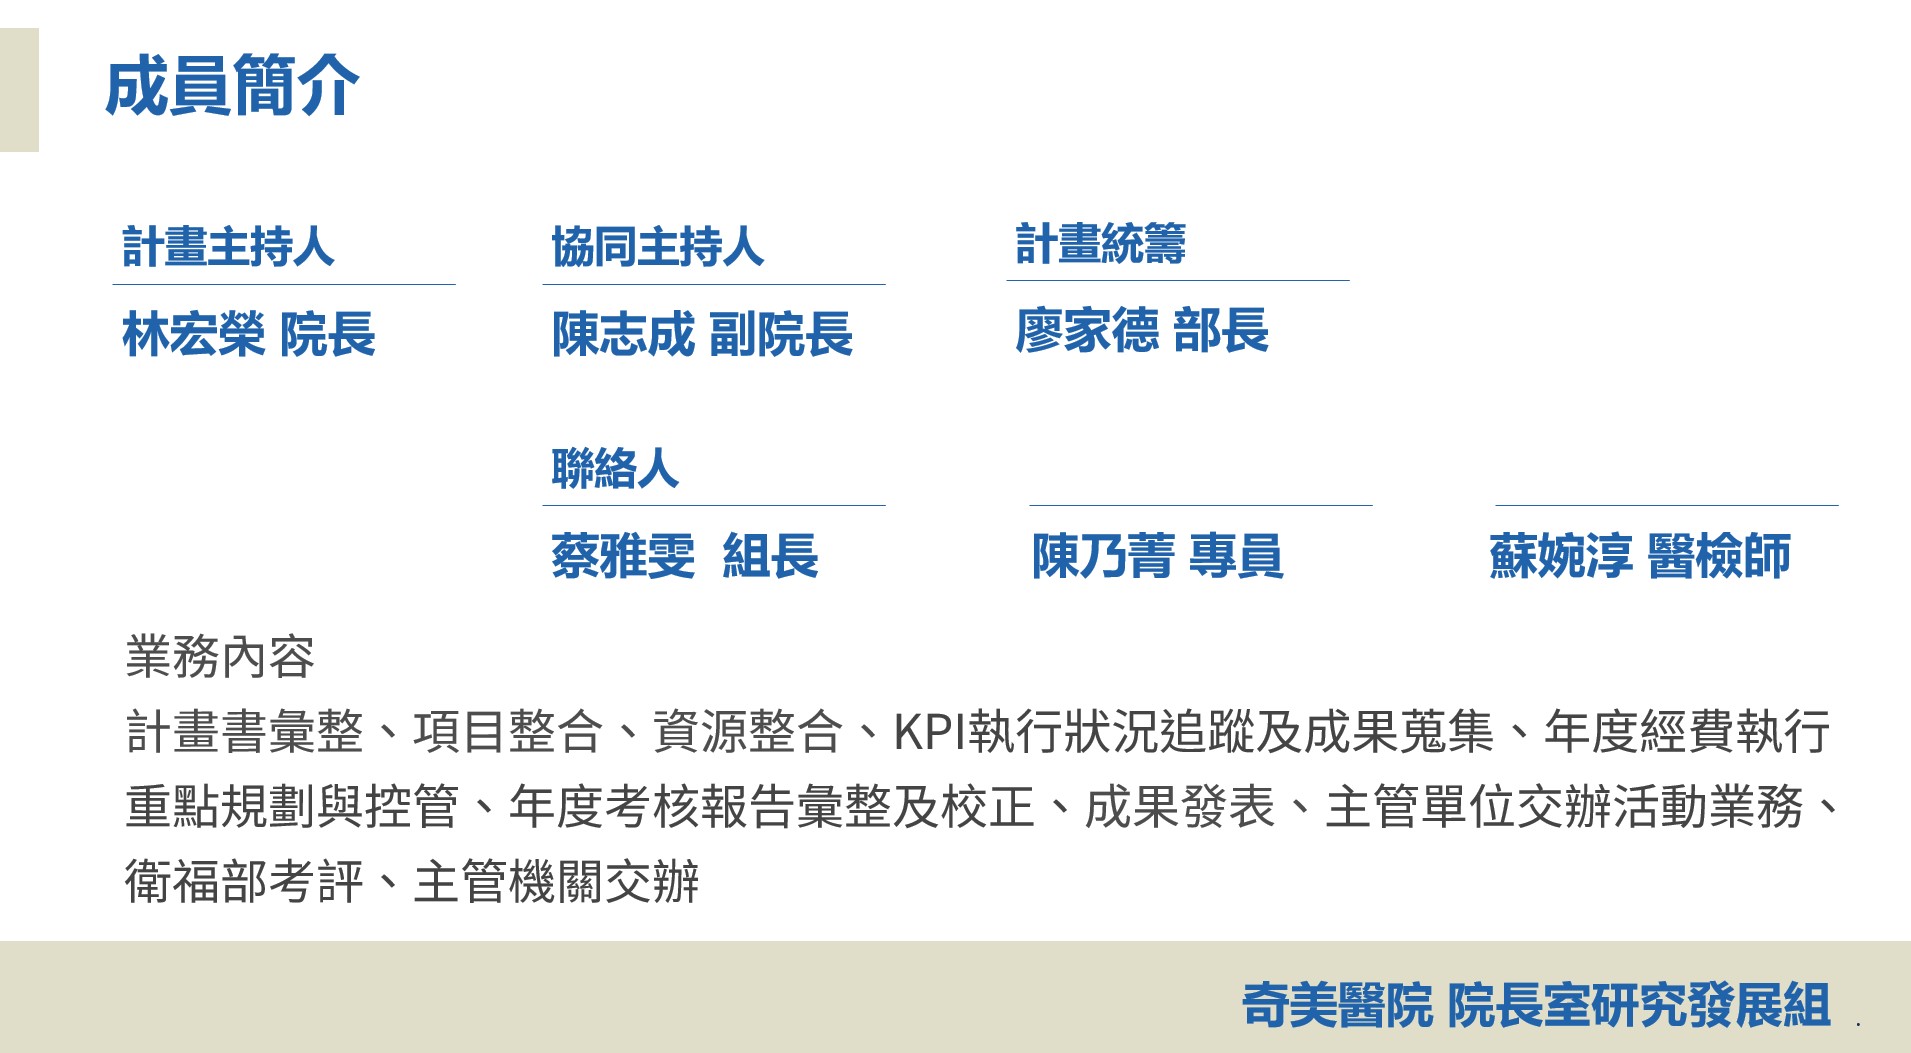 成員簡介
計畫主持人
協同主持人
計畫統籌
林宏榮 院長
陳志成 副院長
廖家德 部長
聯絡人
蔡雅雯 組長
陳乃菁 專員
蘇婉淳 醫檢師
業務內容
計畫書彙整、項目整合、資源整合、KPI執行狀況追蹤及成果蒐集、年度經費執行
重點規劃與控管、年度考核報告彙整及校正、成果發表、主管單位交辦活動業務、
衛福部考評、主管機關交辦
奇美醫院 院長室研究發展組 .